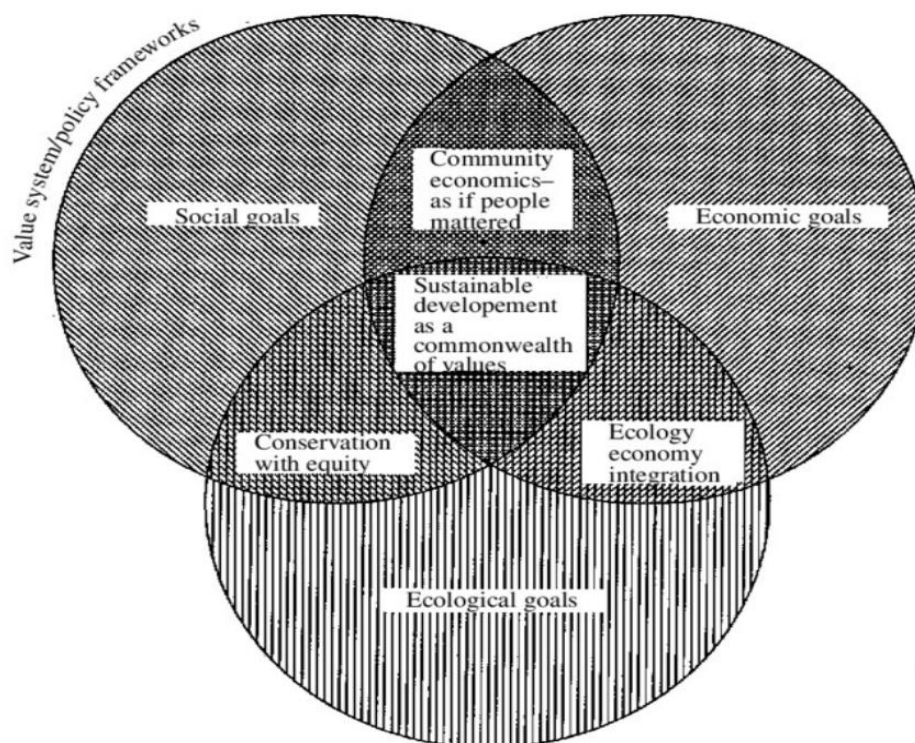 Value system/policy frameworks
Community
economics–
as if people
mattered
Social goals
Economic goals
Sustainable
developement
as a
commonwealth
of values
Conservation
with equity
Ecology
economy
integration
Ecological goals